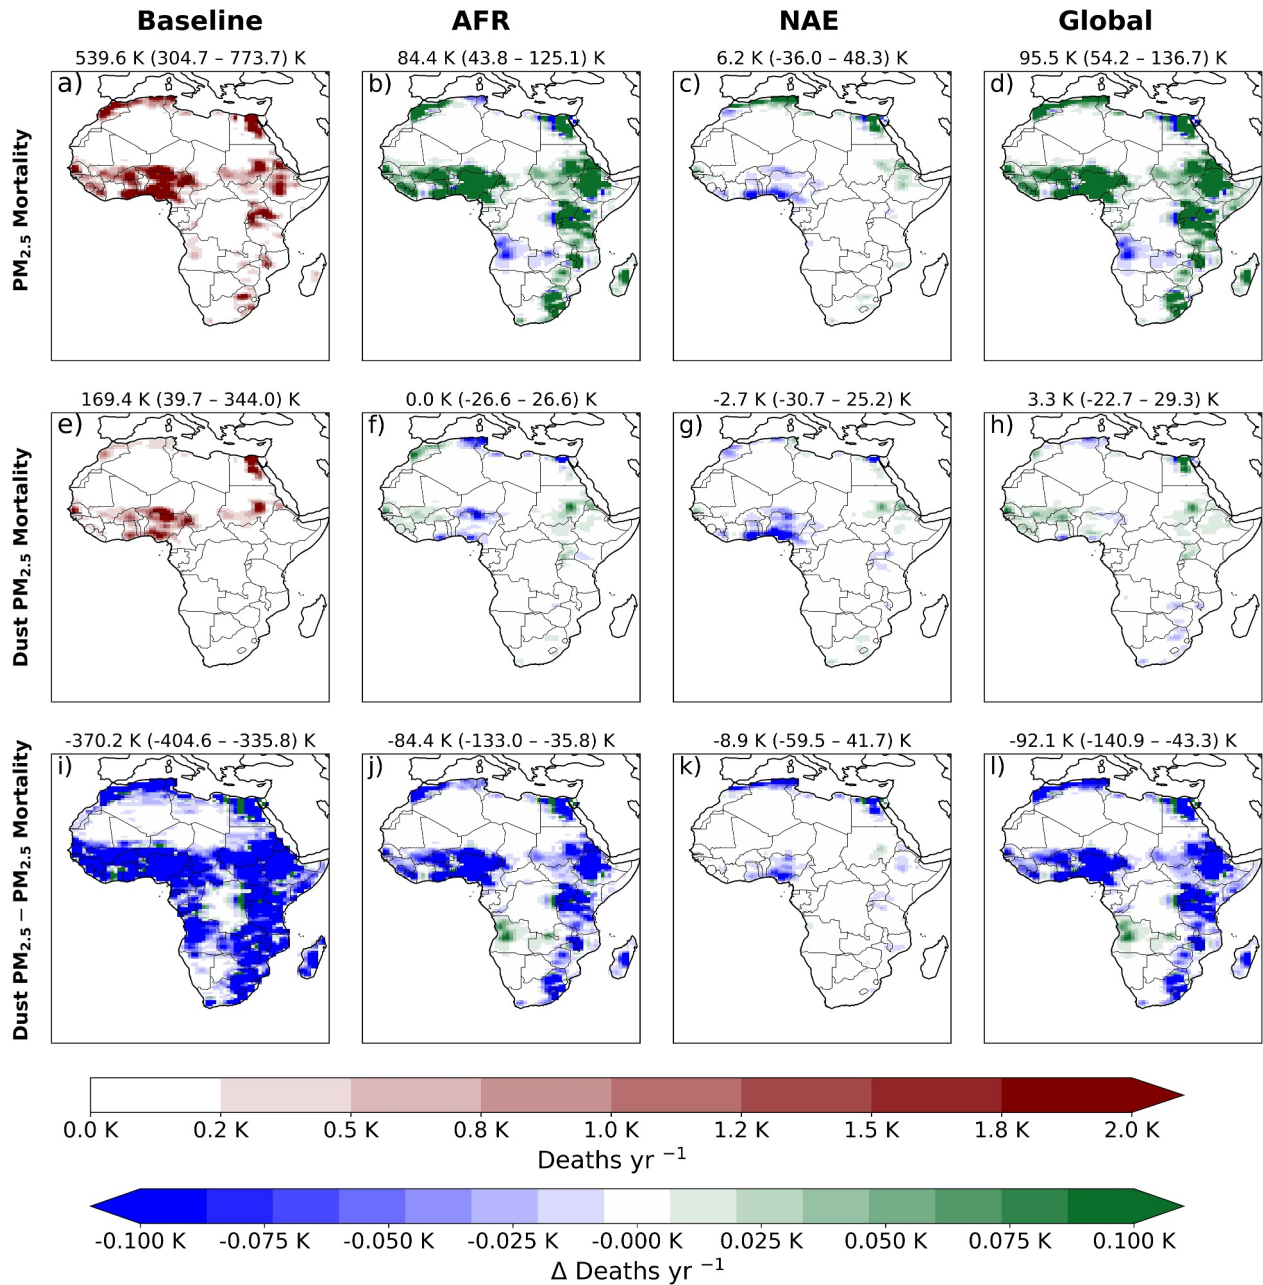 Baseline AFR NAE Global
539.6 K (304.7 – 773.7) K 84.4 K (43.8 – 125.1) K 6.2 K (-36.0 – 48.3) K 95.5 K (54.2 – 136.7) K
PM2.5 Mortality
a) b) c) d)
169.4 K (39.7 – 344.0) K 0.0 K (-26.6 – 26.6) K -2.7 K (-30.7 – 25.2) K 3.3 K (-22.7 – 29.3) K
Dust PM2.5 Mortality
e) f) g) h)
-370.2 K (-404.6 – -335.8) K -84.4 K (-133.0 – -35.8) K -8.9 K (-59.5 – 41.7) K -92.1 K (-140.9 – -43.3) K
Dust PM2.5 − PM2.5 Mortality
i) j) k) l)
0.0 K 0.2 K 0.5 K 0.8 K 1.0 K 1.2 K 1.5 K 1.8 K 2.0 K
Deaths yr −1
-0.100 K -0.075 K -0.050 K -0.025 K -0.000 K 0.025 K 0.050 K 0.075 K 0.100 K
Δ Deaths yr −1